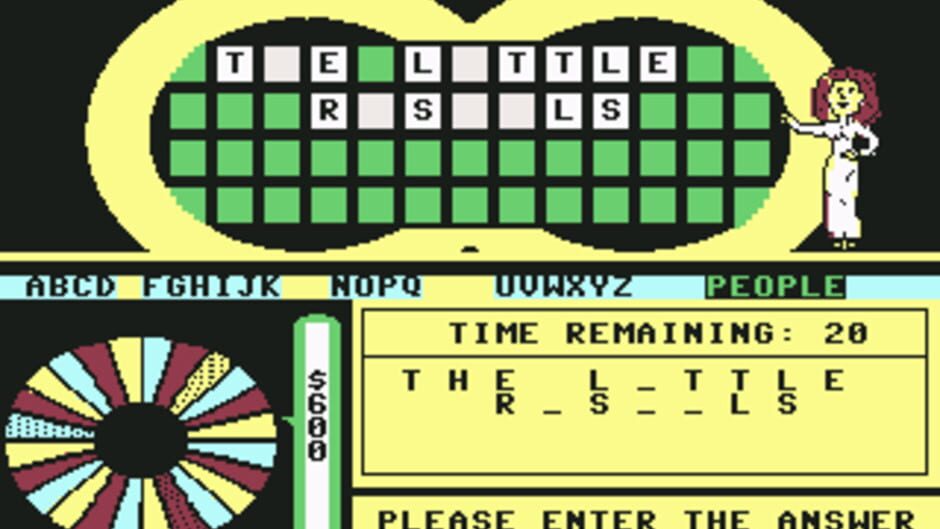 T E L TTLE
R S LS
ABCD FGHIJK NOPQ UVWXYZ PEOPLE
TIME REMAINING: 20
T H E L _ T T L E
R _ S _ _ L S
$600
PLEASE ENTER THE ANSWER